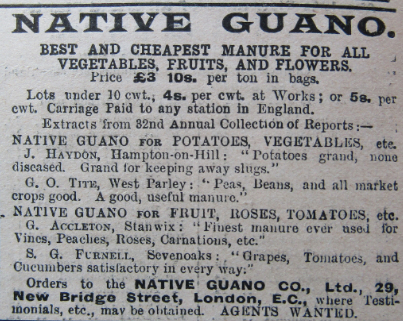 NATIVE GUANO.
BEST AND CHEAPEST MANURE FOR ALL
VEGETABLES, FRUITS, AND FLOWERS.
Price £3 10s. per ton in bags.
Lots under 10 cwt., 4s. per cwt. at Works; or 5s. per
cwt. Carriage Paid to any station in England.
Extracts from 32nd Annual Collection of Reports:—
NATIVE GUANO FOR POTATOES, VEGETABLES, etc.
J. HAYDON, Hampton-on-Hill: "Potatoes grand, none
diseased. Grand for keeping away slugs."
G. O. TITE, West Parley: "Peas, Beans, and all market
crops good. A good, useful manure."
NATIVE GUANO FOR FRUIT, ROSES, TOMATOES, etc.
G. ACCLETON, Stanwix: "Finest manure ever used for
Vines, Peaches, Roses, Carnations, etc."
S. G. FURNELL, Sevenoaks: "Grapes, Tomatoes, and
Cucumbers satisfactory in every way:"
Orders to the NATIVE GUANO CO., Ltd., 29,
New Bridge Street, London, E.C., where Testi-
monials, etc., may be obtained. AGENTS WANTED.